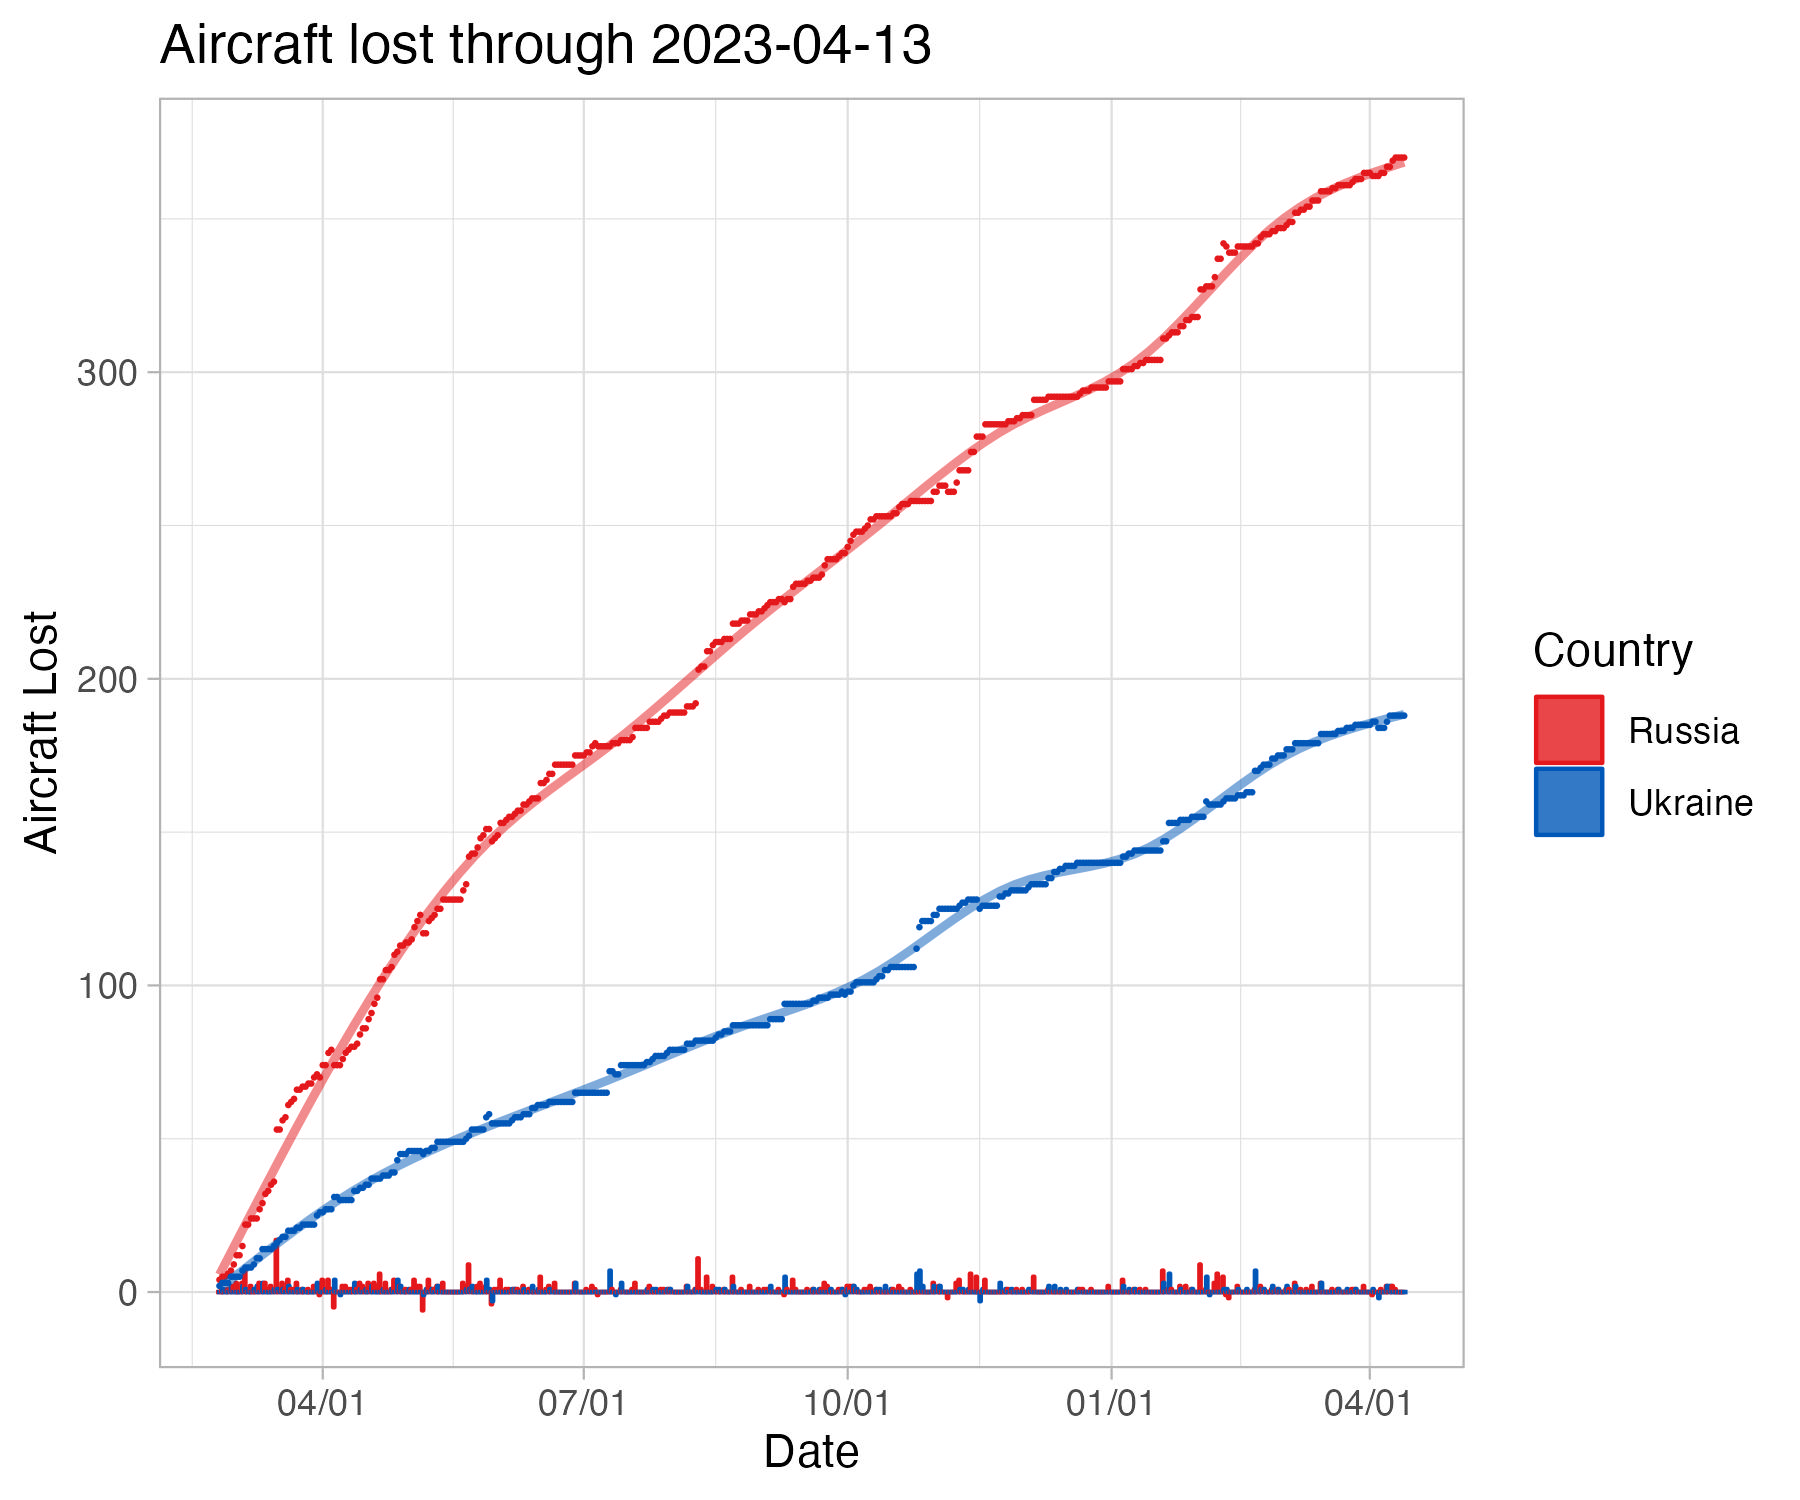 Aircraft lost through 2023-04-13
Aircraft Lost
300
200
100
0
04/01
07/01
10/01
01/01
04/01
Date
Country
Russia
Ukraine